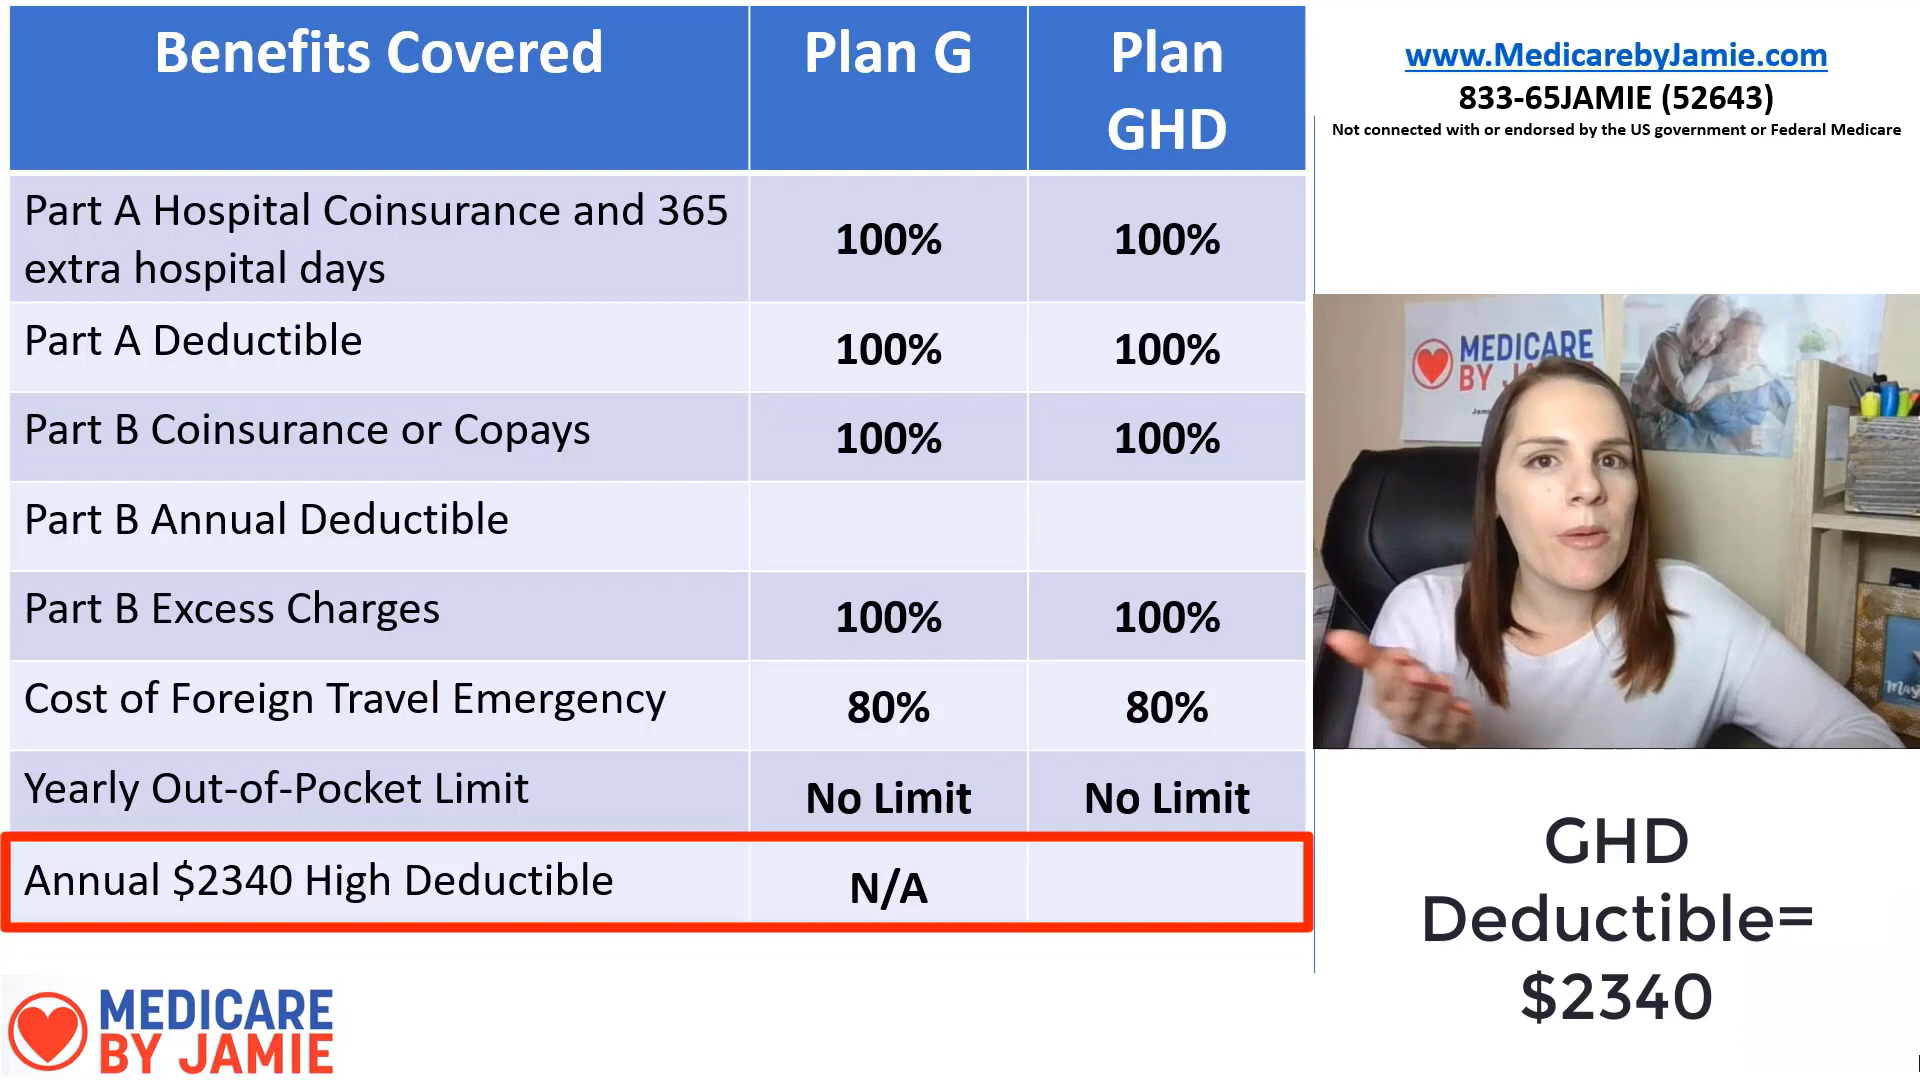 Benefits Covered
Plan G
Plan
GHD
Part A Hospital Coinsurance and 365
extra hospital days
100%
100%
Part A Deductible
100%
100%
Part B Coinsurance or Copays
100%
100%
Part B Annual Deductible
Part B Excess Charges
100%
100%
Cost of Foreign Travel Emergency
80%
80%
Yearly Out-of-Pocket Limit
No Limit
No Limit
Annual $2340 High Deductible
N/A
MEDICARE
BY JAMIE
www.MedicarebyJamie.com
833-65JAMIE (52643)
Not connected with or endorsed by the US government or Federal Medicare
MEDICARE
BY
GHD
Deductible=
$2340